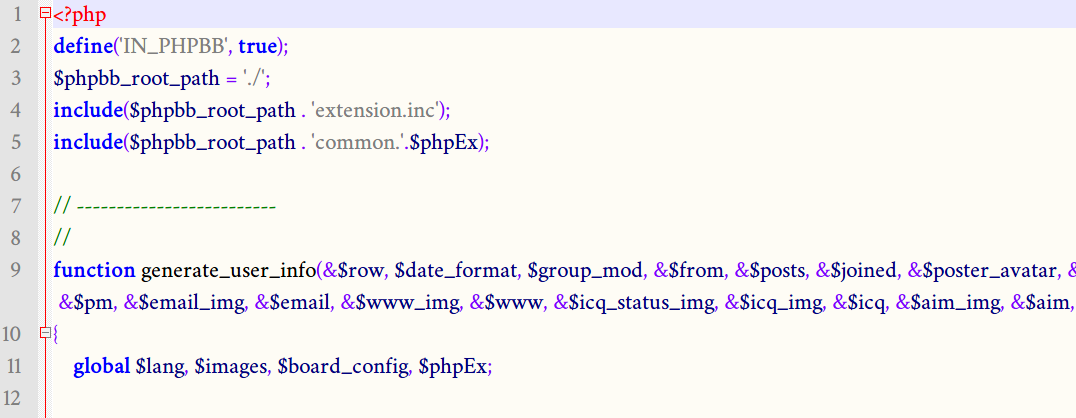 1 <?php
2 define('IN_PHPBB', true);
3 $phpbb_root_path = './';
4 include($phpbb_root_path . 'extension.inc');
5 include($phpbb_root_path . 'common.'.$phpEx);
6
7 // -------------------------
8 //
9 function generate_user_info(&$row, $date_format, $group_mod, &$from, &$posts, &$joined, &$poster_avatar, &
&$pm, &$email_img, &$email, &$www_img, &$www, &$icq_status_img, &$icq_img, &$icq, &$aim_img, &$aim,
10 {
11 global $lang, $images, $board_config, $phpEx;
12